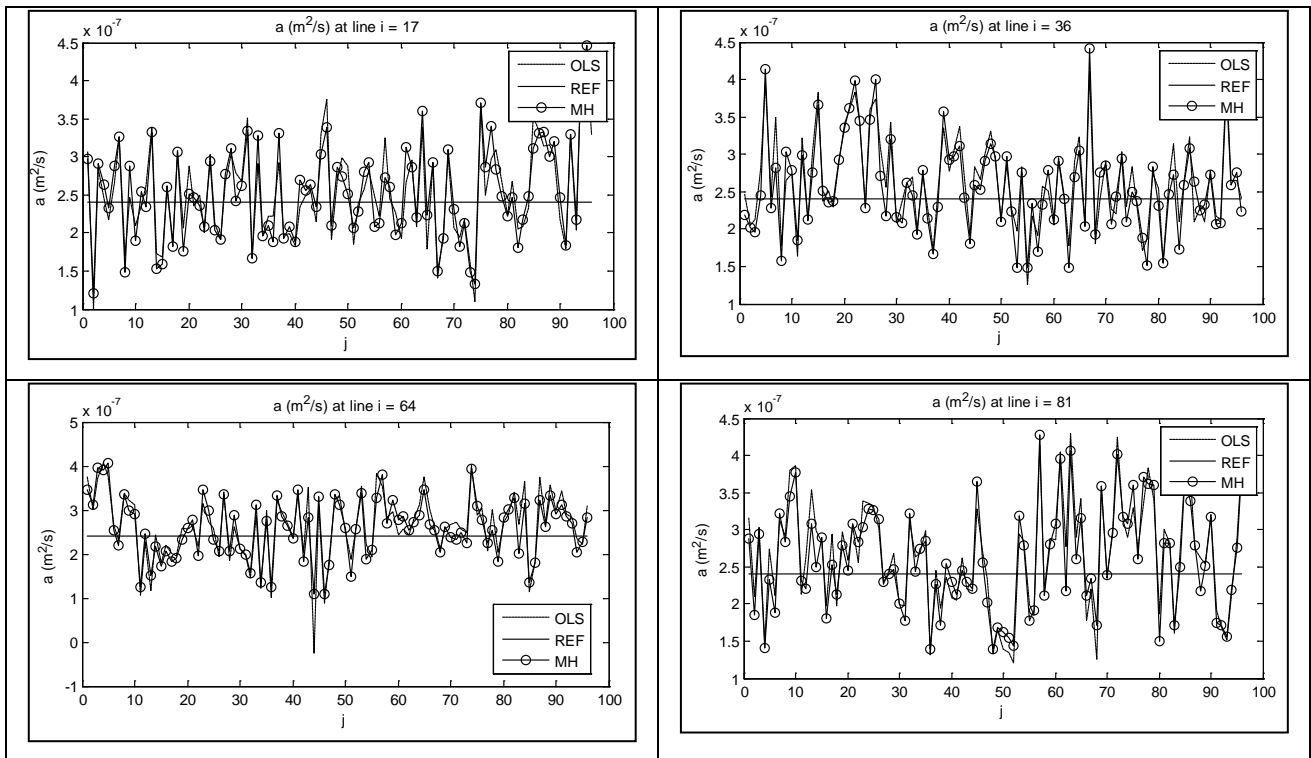 a (m²/s) at line i = 17
x 10⁻⁷
4.5
4
3.5
3
2.5
2
1.5
1
a (m²/s)
0 10 20 30 40 50 60 70 80 90 100
j
OLS
REF
MH
a (m²/s) at line i = 36
x 10⁻⁷
4.5
4
3.5
3
2.5
2
1.5
1
a (m²/s)
0 10 20 30 40 50 60 70 80 90 100
j
OLS
REF
MH
a (m²/s) at line i = 64
x 10⁻⁷
5
4
3
2
1
0
-1
a (m²/s)
0 10 20 30 40 50 60 70 80 90 100
j
OLS
REF
MH
a (m²/s) at line i = 81
x 10⁻⁷
4.5
4
3.5
3
2.5
2
1.5
1
a (m²/s)
0 10 20 30 40 50 60 70 80 90 100
j
OLS
REF
MH